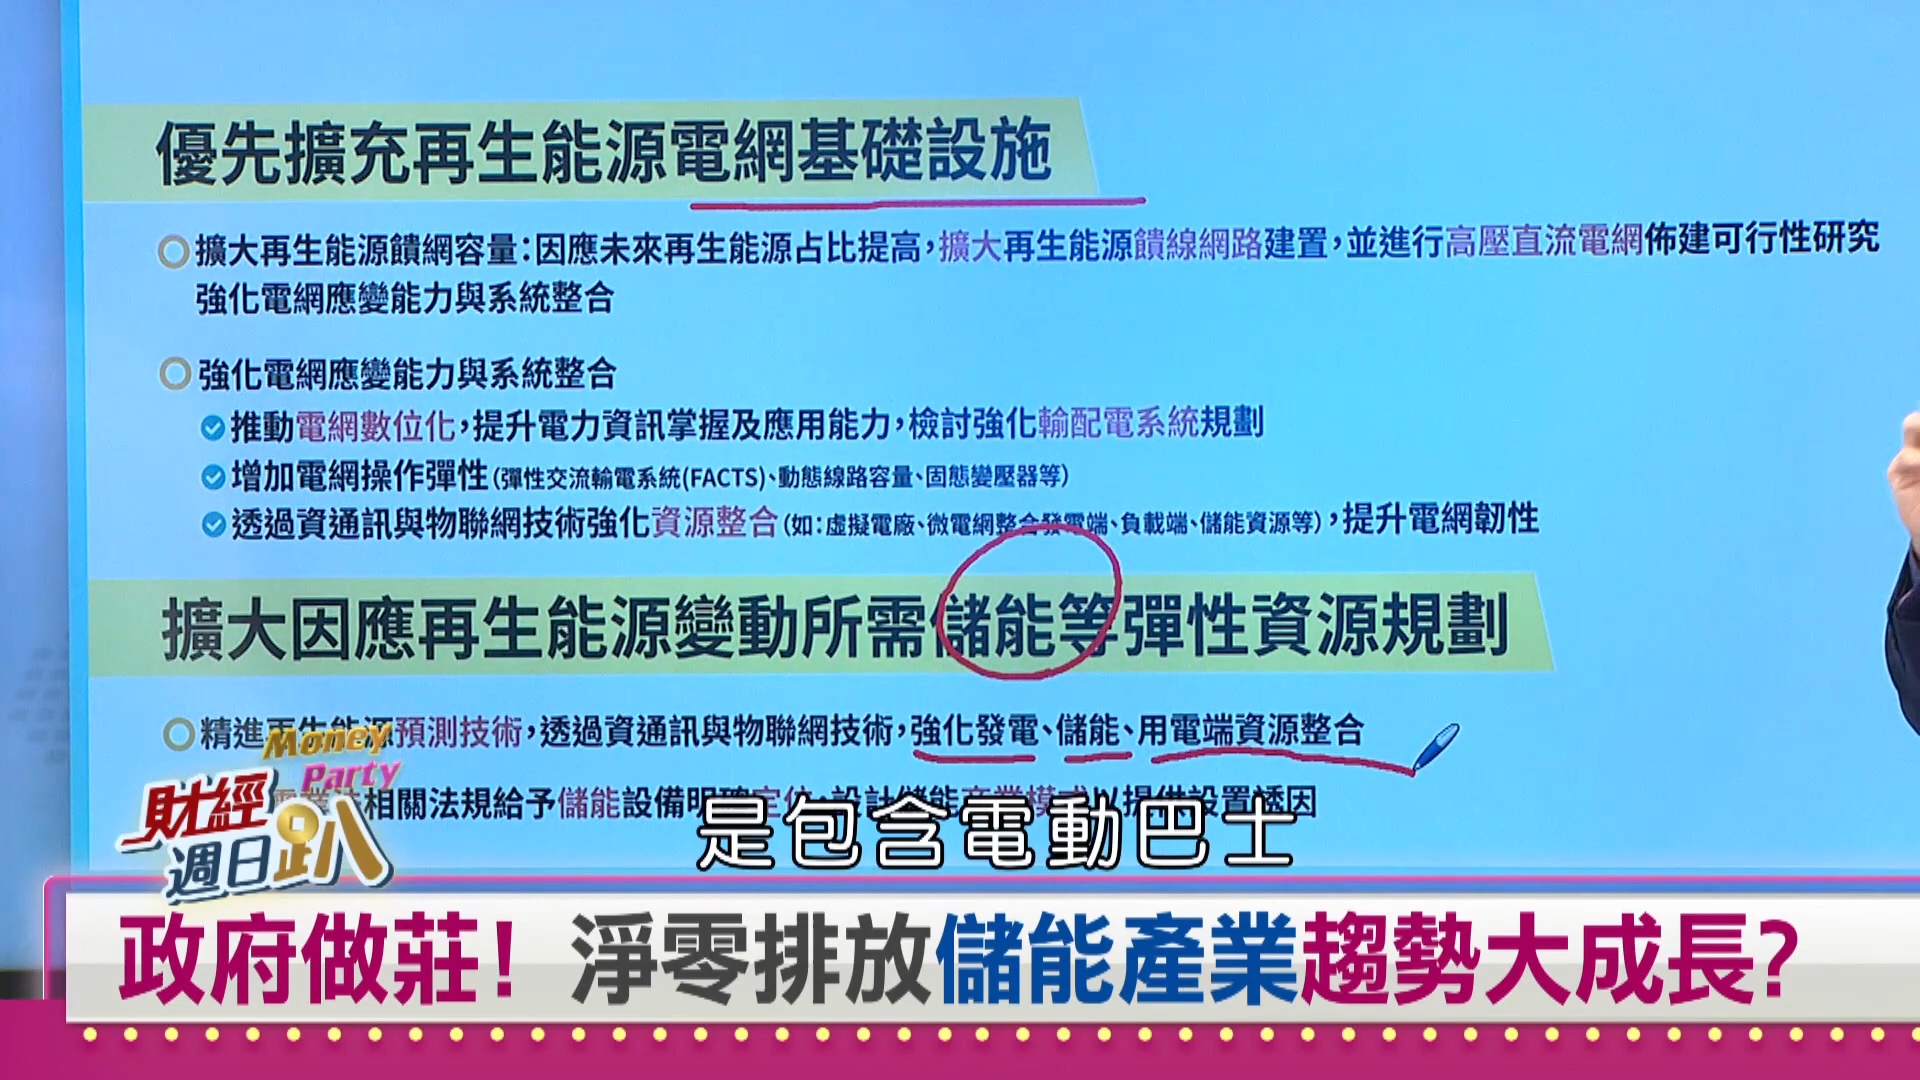 優先擴充再生能源電網基礎設施
擴大再生能源饋網容量：因應未來再生能源占比提高，擴大再生能源饋線網路建置，並進行高壓直流電網佈建可行性研究
強化電網應變能力與系統整合
強化電網應變能力與系統整合
推動電網數位化，提升電力資訊掌握及應用能力，檢討強化輸配電系統規劃
增加電網操作彈性(彈性交流輸電系統(FACTS)、動態線路容量、固態變壓器等)
透過資通訊與物聯網技術強化資源整合(如：虛擬電廠、微電網整合發電端、負載端、儲能資源等)，提升電網韌性
擴大因應再生能源變動所需儲能等彈性資源規劃
精進再生能源預測技術，透過資通訊與物聯網技術，強化發電、儲能、用電端資源整合
相關法規給予儲能設備明確定位，設計儲能產業模式以提供設置誘因
Money
Party
財經
週日趴
是包含電動巴士
政府做莊！淨零排放儲能產業趨勢大成長？